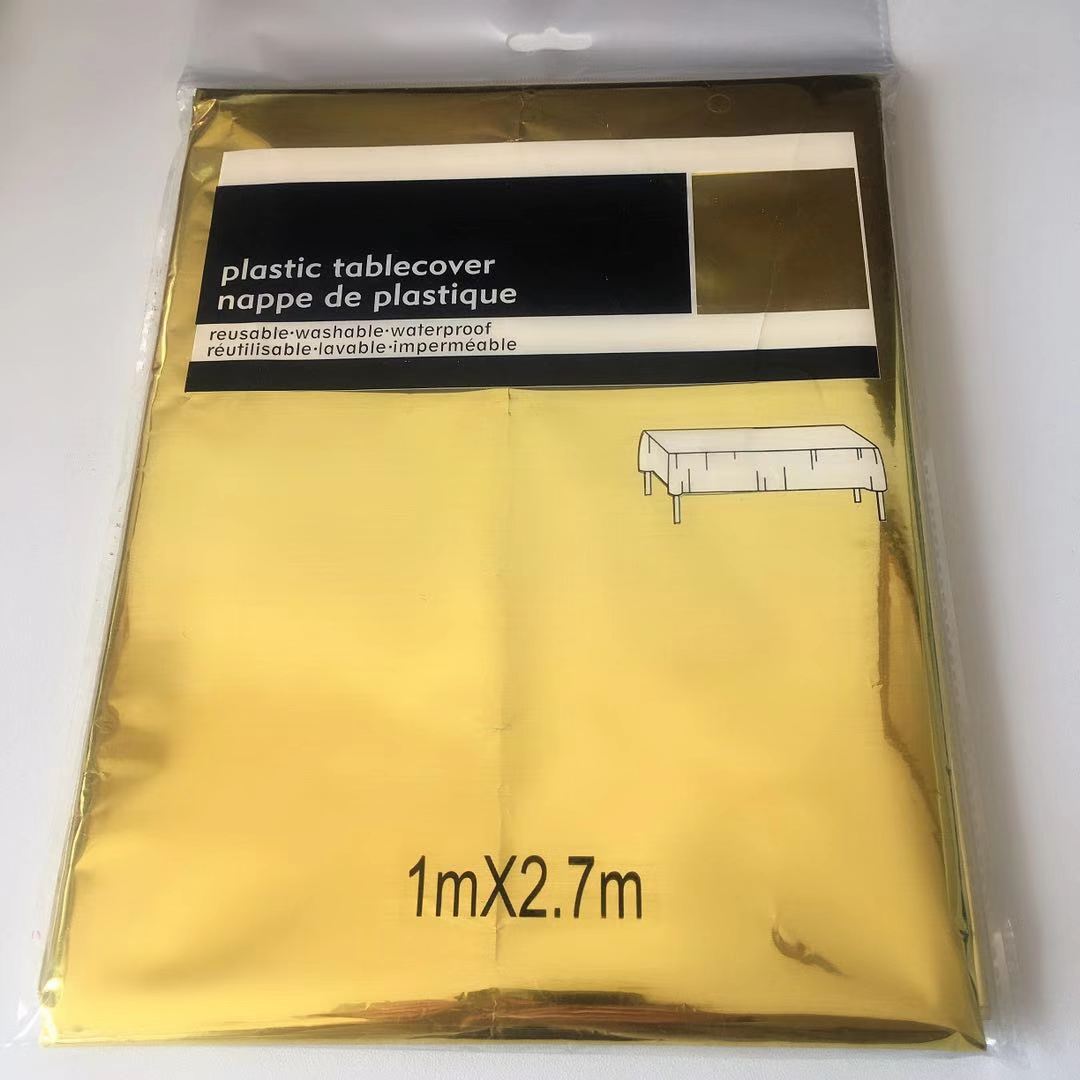 plastic tablecover
nappe de plastique
reusable·washable·waterproof
réutilisable·lavable·imperméable
1mX2.7m